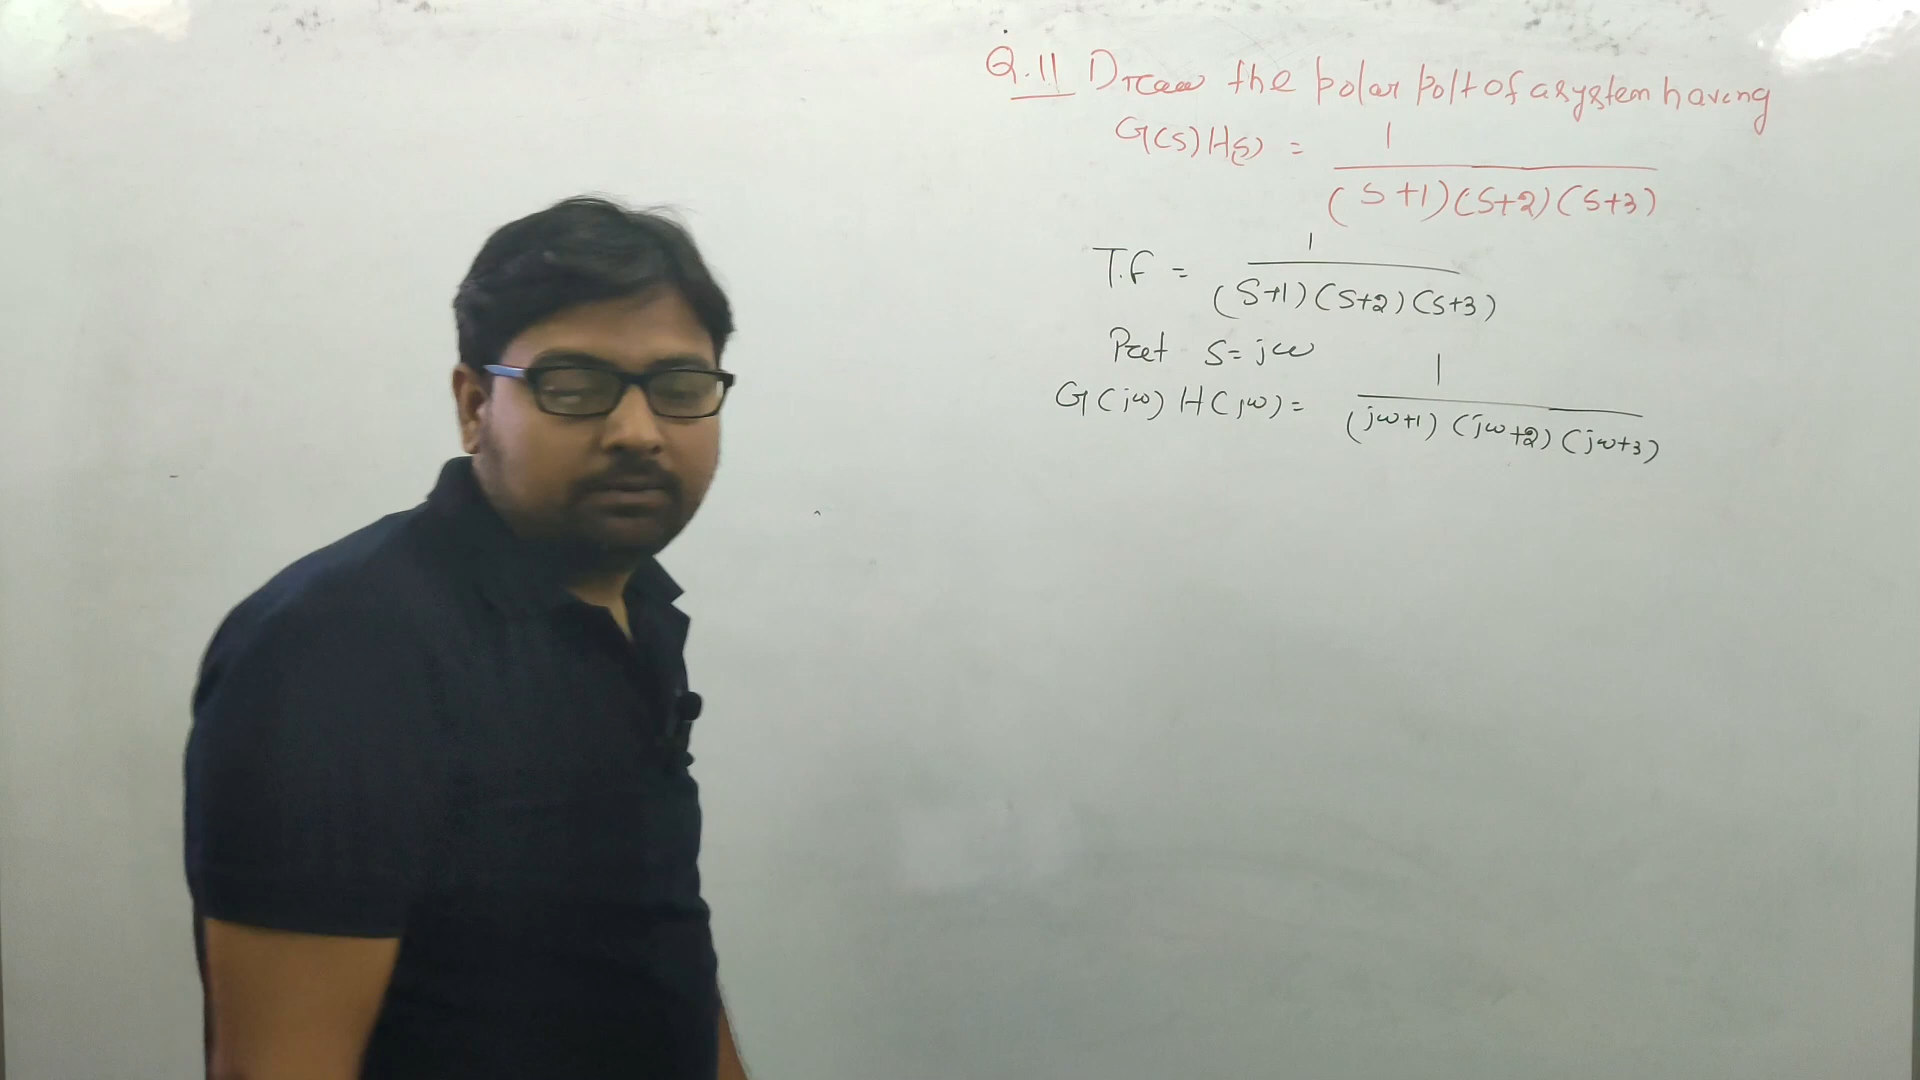 Q.11 Draw the polar Polt of a system having
G(s)H(s) = 1 / (S+1)(S+2)(S+3)
T.F = 1 / (S+1)(S+2)(S+3)
Put S=jω
G(jω) H(jω) = 1 / (jω+1)(jω+2)(jω+3)